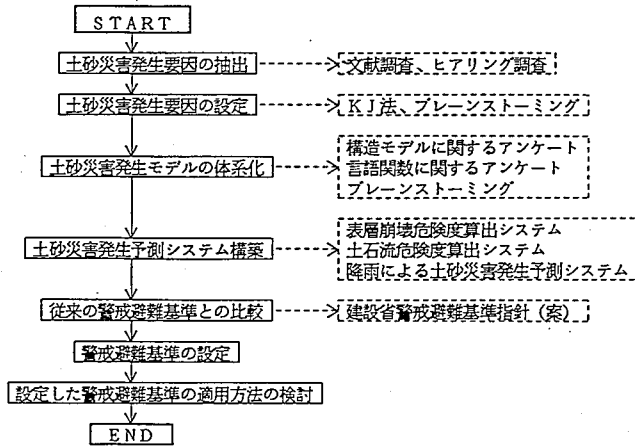 START
土砂災害発生要因の抽出
文献調査、ヒアリング調査
土砂災害発生要因の設定
KJ法、ブレーンストーミング
土砂災害発生モデルの体系化
構造モデルに関するアンケート
言語関数に関するアンケート
ブレーンストーミング
土砂災害発生予測システム構築
表層崩壊危険度算出システム
土石流危険度算出システム
降雨による土砂災害発生予測システム
従来の警戒避難基準との比較
建設省警戒避難基準指針(案)
警戒避難基準の設定
設定した警戒避難基準の適用方法の検討
END